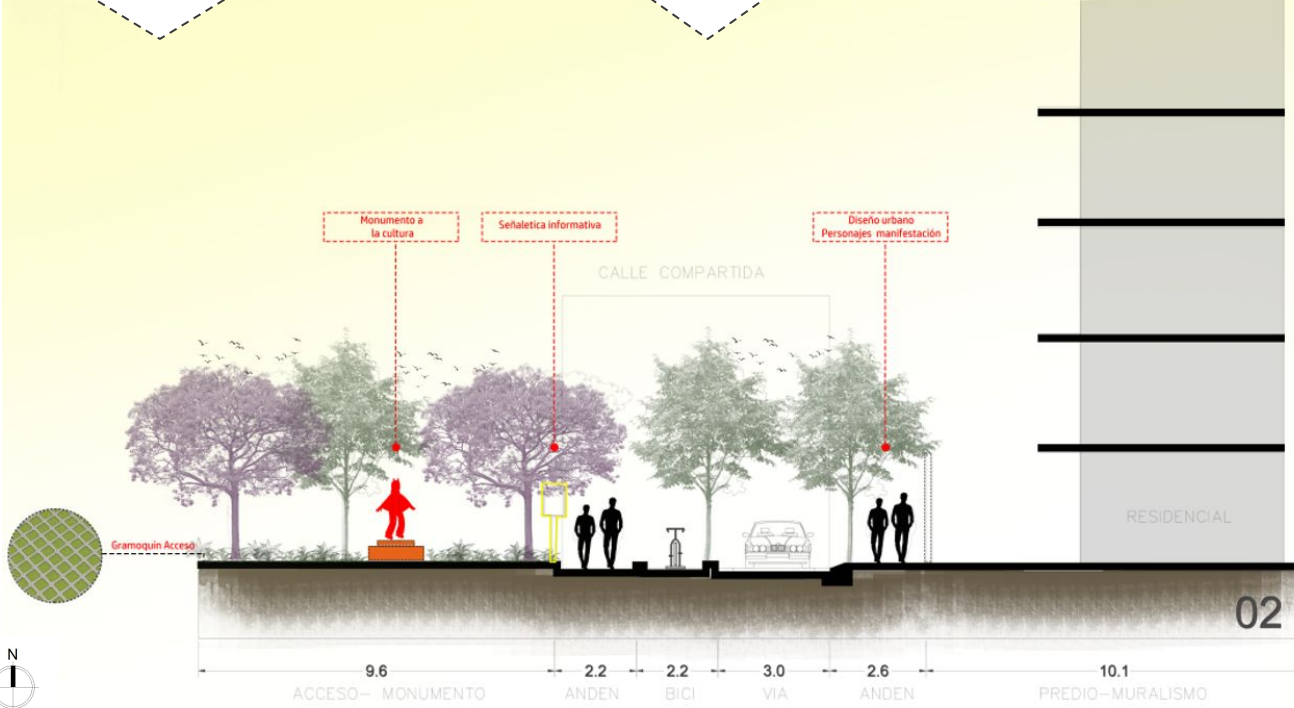 Monumento a
la cultura
Señaletica informativa
Diseño urbano
Personajes manifestación
CALLE COMPARTIDA
RESIDENCIAL
Gramoquin Acceso
02
N
9.6
2.2
2.2
3.0
2.6
10.1
ACCESO- MONUMENTO
ANDEN
BICI
VIA
ANDEN
PREDIO-MURALISMO